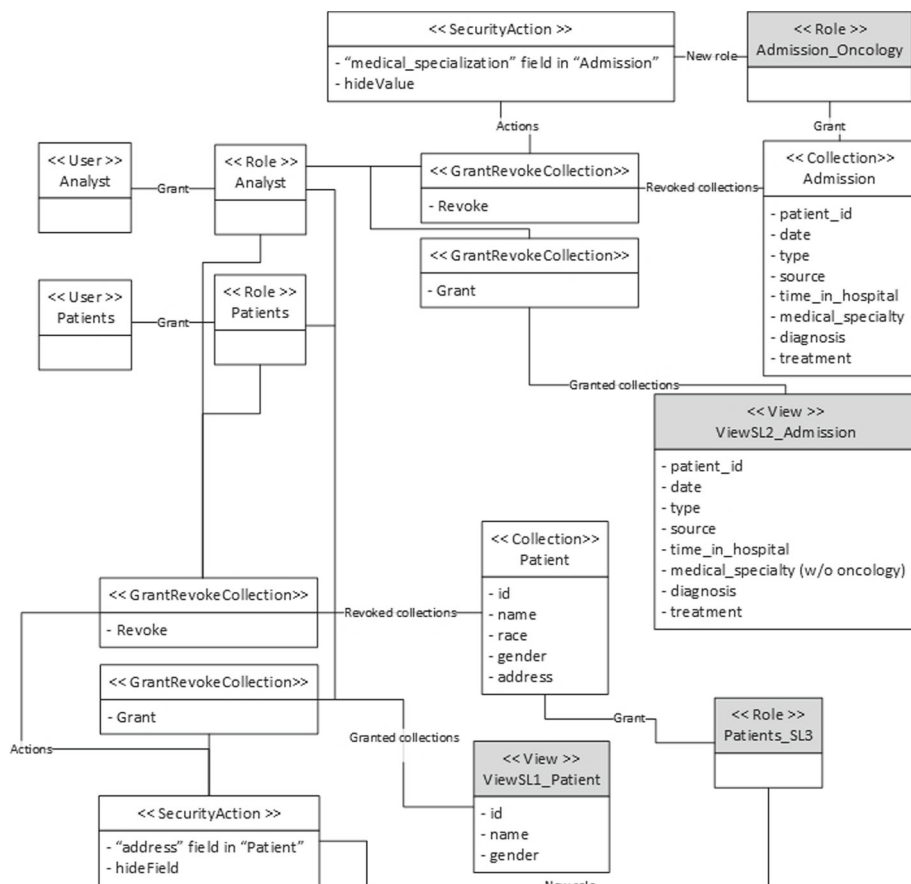 << SecurityAction >>
- “medical_specialization” field in “Admission”
- hideValue
New role
<< Role >>
Admission_Oncology
Actions
Grant
<< User >>
Analyst
Grant
<< Role >>
Analyst
<< GrantRevokeCollection>>
- Revoke
Revoked collections
<< Collection>>
Admission
- patient_id
- date
- type
- source
- time_in_hospital
- medical_specialty
- diagnosis
- treatment
<< GrantRevokeCollection>>
- Grant
<< User >>
Patients
Grant
<< Role >>
Patients
Granted collections
<< View >>
ViewSL2_Admission
- patient_id
- date
- type
- source
- time_in_hospital
- medical_specialty (w/o oncology)
- diagnosis
- treatment
<< Collection>>
Patient
- id
- name
- race
- gender
- address
<< GrantRevokeCollection>>
- Revoke
Revoked collections
<< GrantRevokeCollection>>
- Grant
Grant
<< Role >>
Patients_SL3
Actions
Granted collections
<< View >>
ViewSL1_Patient
- id
- name
- gender
<< SecurityAction >>
- “address” field in “Patient”
- hideField
New role